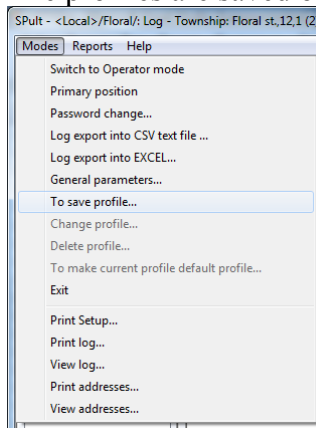 SPult - <Local>/Floral/: Log - Township: Floral st.,12,1 (2
Modes Reports Help
Switch to Operator mode
Primary position
Password change...
Log export into CSV text file ...
Log export into EXCEL...
General parameters...
To save profile...
Change profile...
Delete profile...
To make current profile default profile...
Exit
Print Setup...
Print log...
View log...
Print addresses...
View addresses...